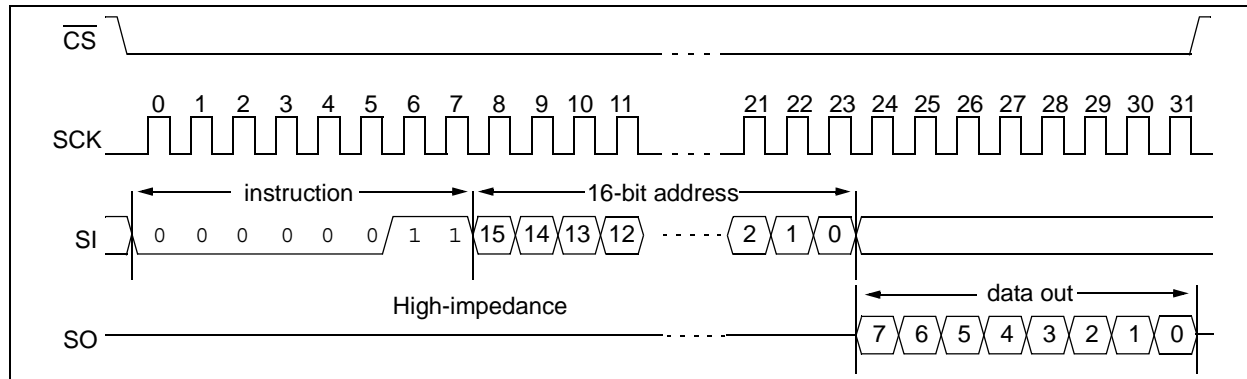 CS
0 1 2 3 4 5 6 7 8 9 10 11 21 22 23 24 25 26 27 28 29 30 31
SCK
instruction 16-bit address
SI 0 0 0 0 0 0 1 1 15 14 13 12 2 1 0
data out
High-impedance
SO 7 6 5 4 3 2 1 0